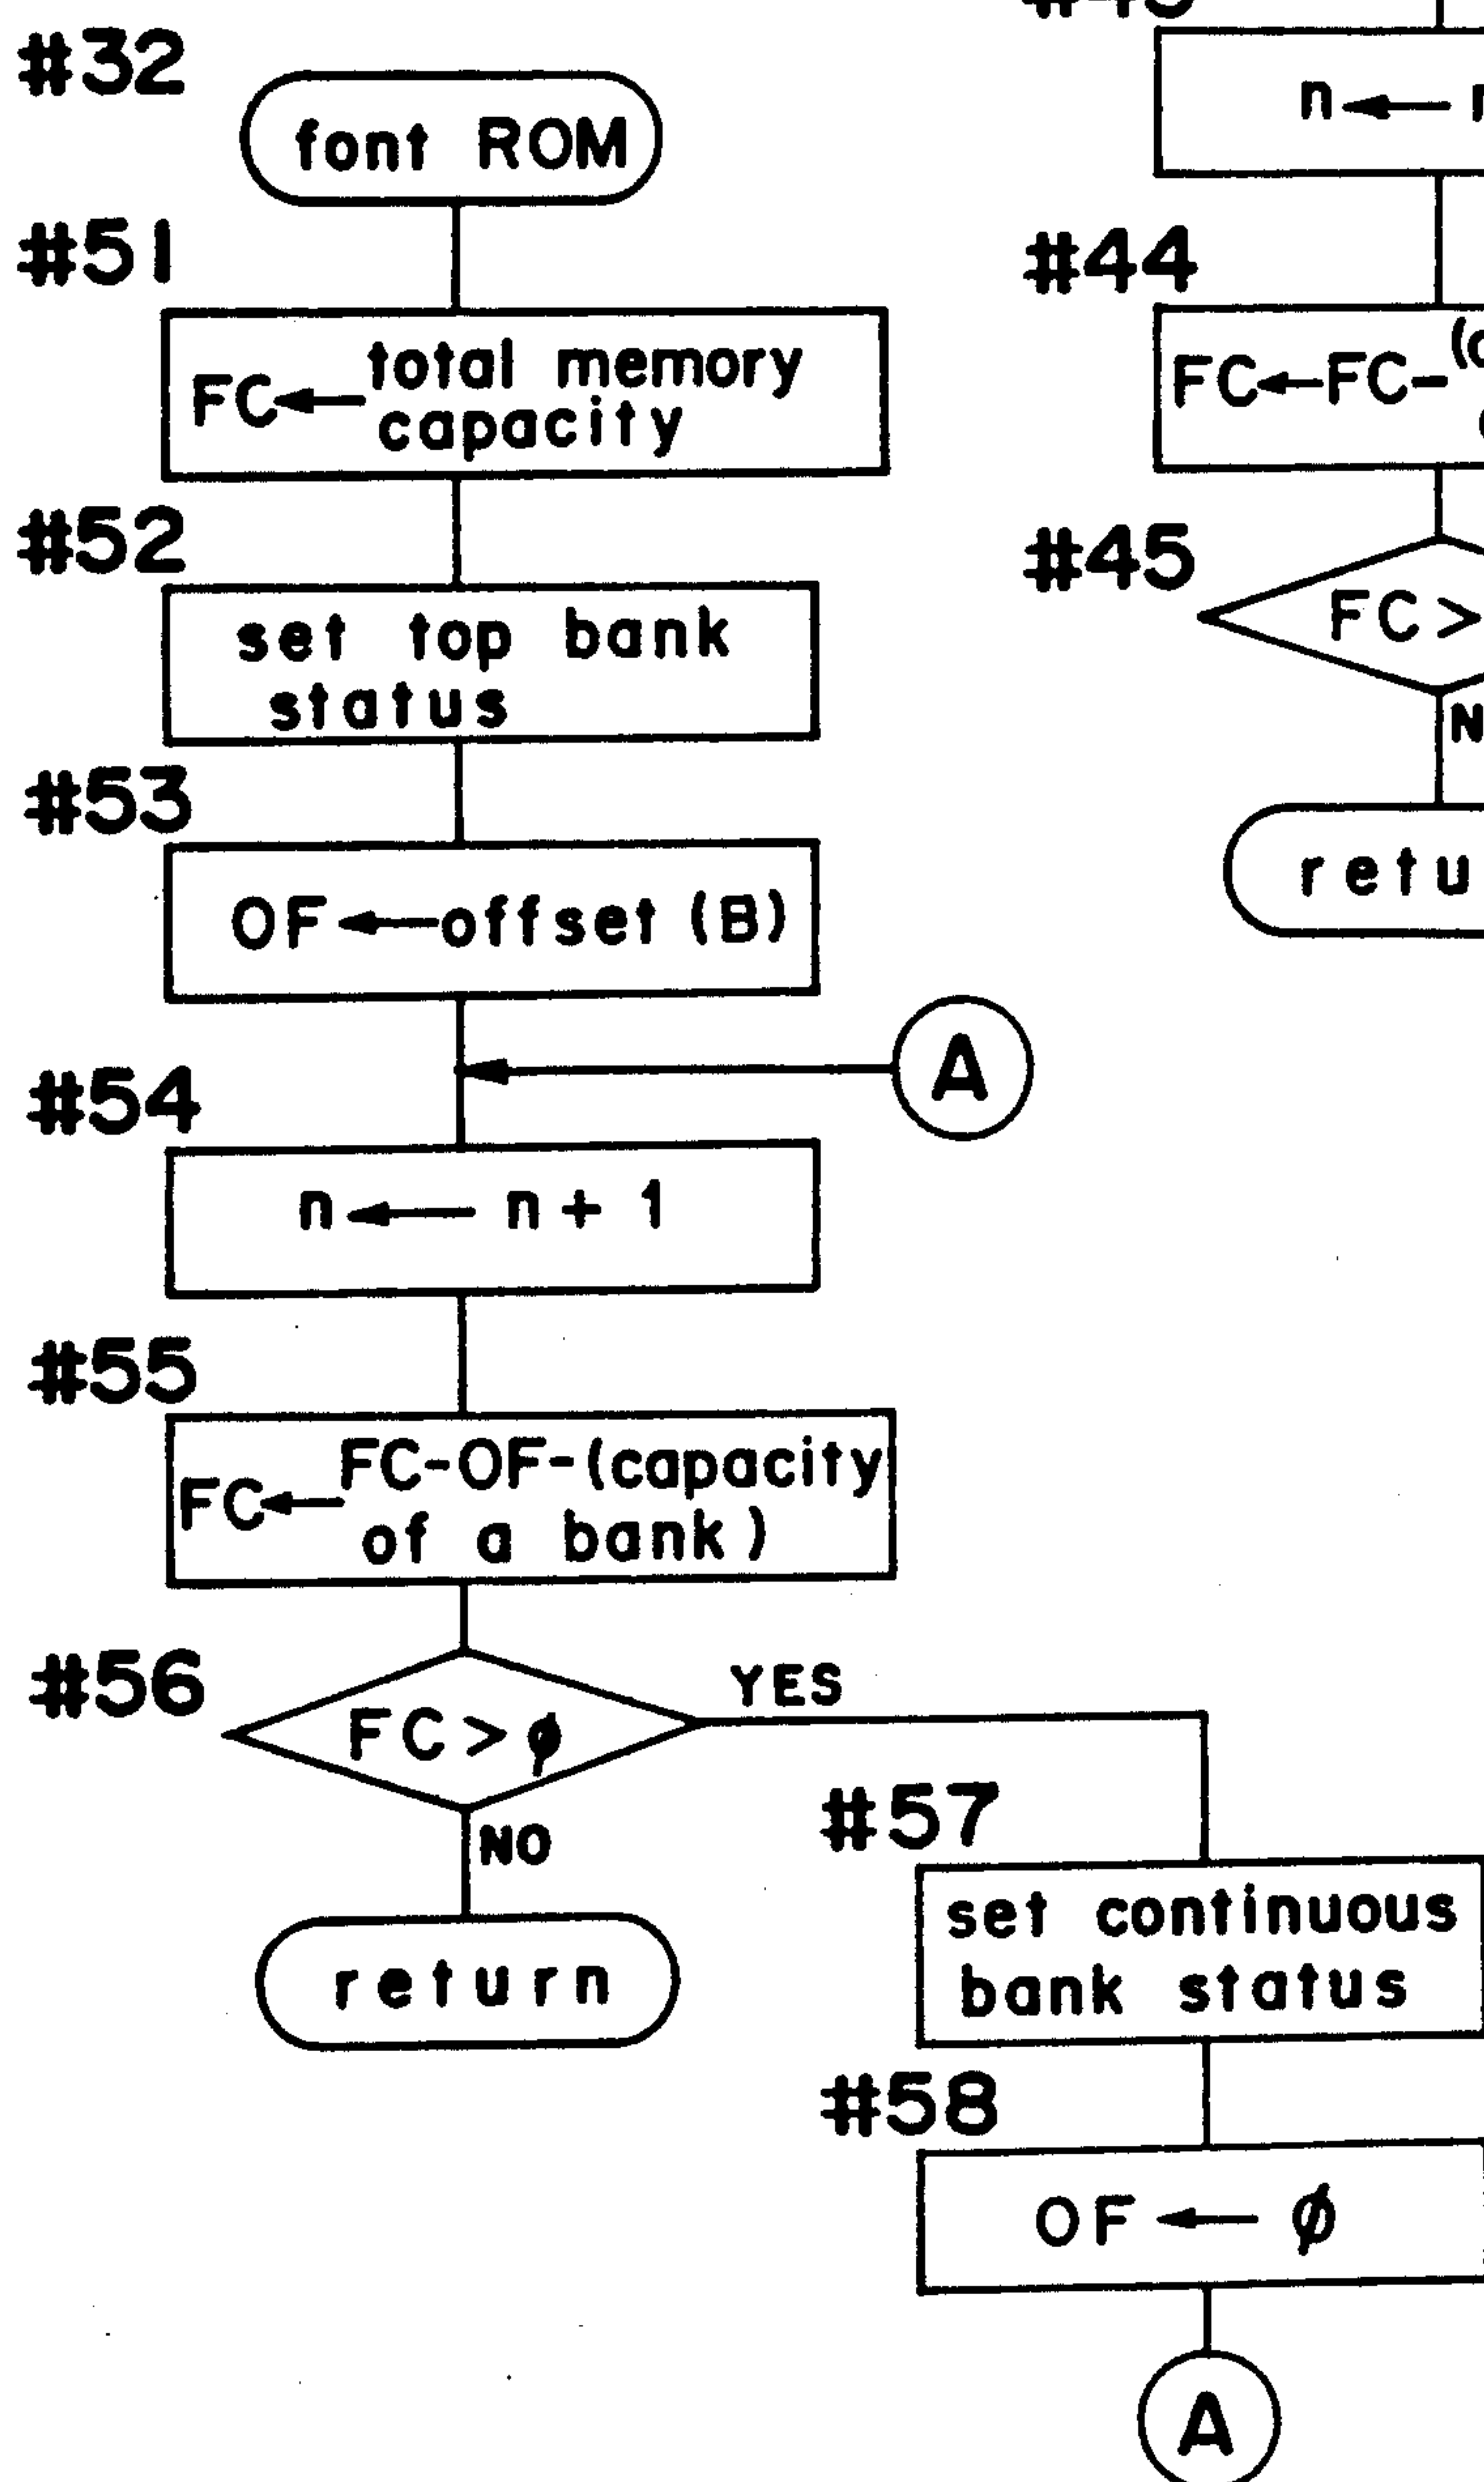 #32
font ROM
#51
FC← total memory
capacity
#52
set top bank
status
#53
OF←offset (B)
A
#54
n← n + 1
#55
FC← FC-OF-(capacity
of a bank)
#56
FC > ϕ
YES
NO
return
#57
set continuous
bank status
#58
OF ← ϕ
A
n←
#44
FC←FC-
#45
FC>